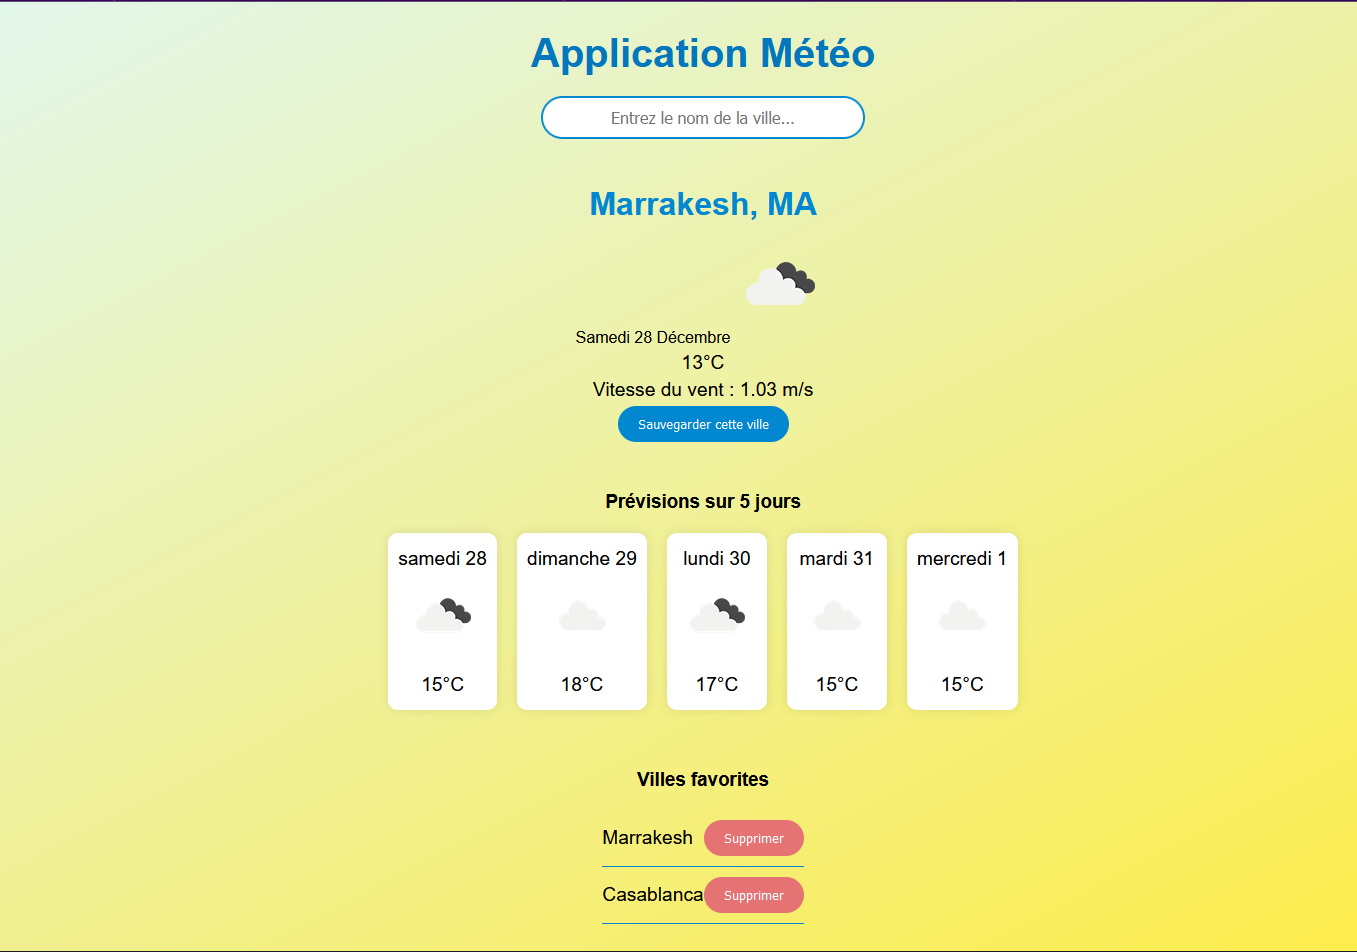 Application Météo
Entrez le nom de la ville...
Marrakesh, MA
Samedi 28 Décembre
13°C
Vitesse du vent : 1.03 m/s
Sauvegarder cette ville
Prévisions sur 5 jours
samedi 28 dimanche 29 lundi 30 mardi 31 mercredi 1
15°C 18°C 17°C 15°C 15°C
Villes favorites
Marrakesh Supprimer
Casablanca Supprimer